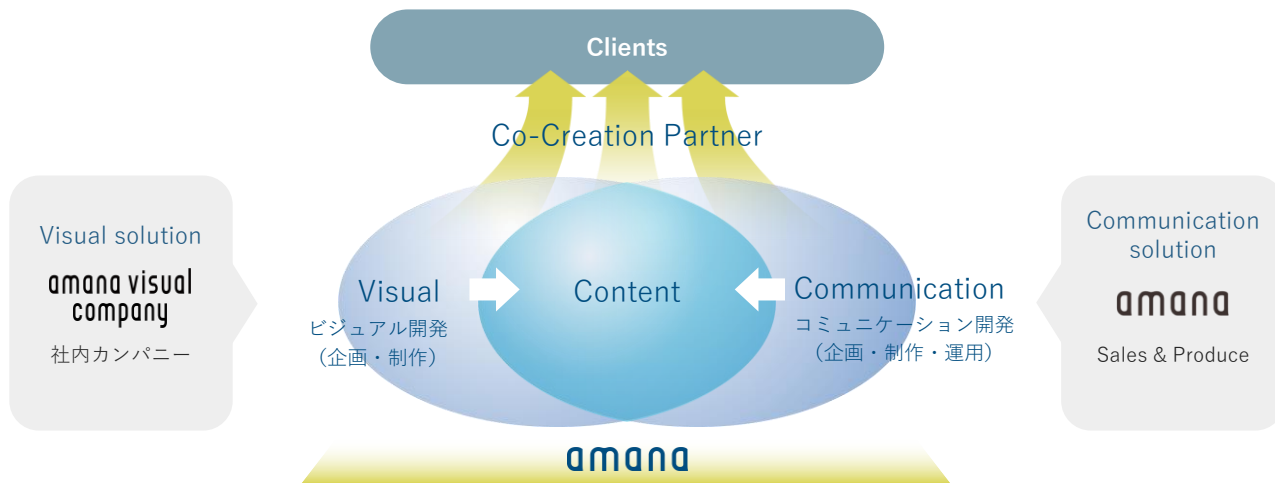 Clients
Co-Creation Partner
Visual solution
amana visual
company
社内カンパニー
Visual
ビジュアル開発
（企画・制作）
Content
Communication
コミュニケーション開発
（企画・制作・運用）
Communication
solution
amana
Sales & Produce
amana